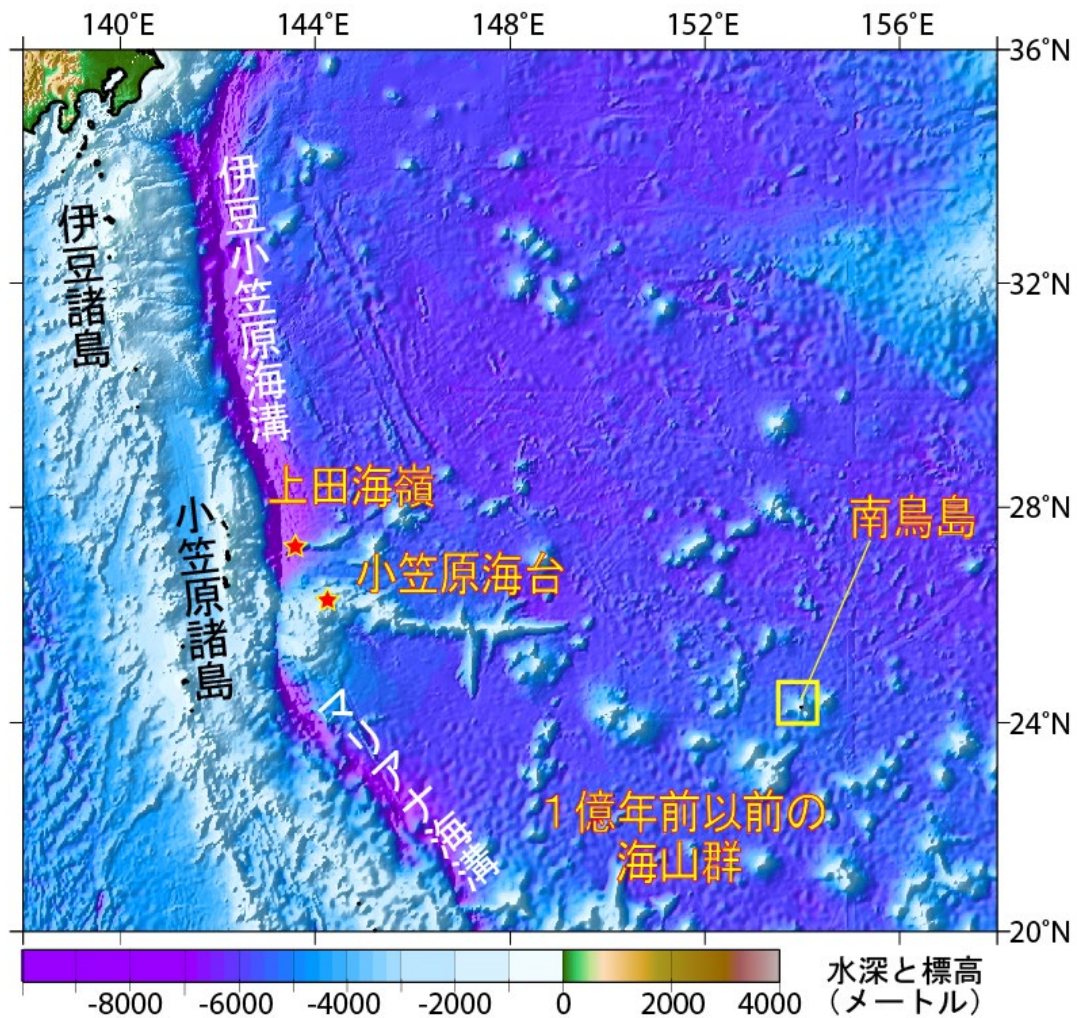 140°E 144°E 148°E 152°E 156°E
36°N
32°N
28°N
24°N
20°N
伊豆諸島
伊豆小笠原海溝
上田海嶺
小笠原諸島
小笠原海台
南鳥島
マリアナ海溝
１億年前以前の
海山群
-8000 -6000 -4000 -2000 0 2000 4000
水深と標高
（メートル）